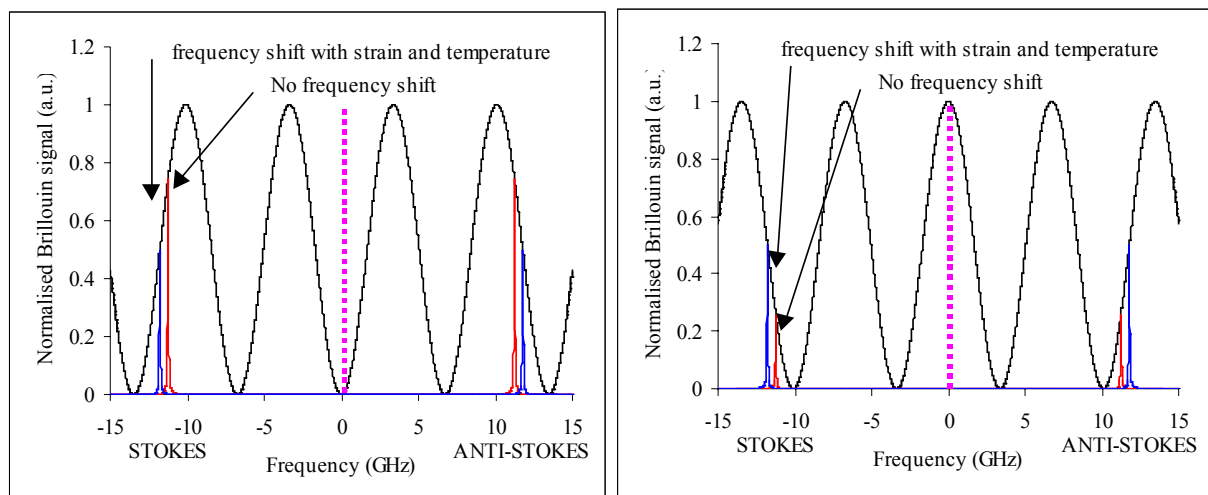 1.2
frequency shift with strain and temperature
No frequency shift
1
0.8
0.6
0.4
0.2
0
Normalised Brillouin signal (a.u.)
-15 -10 -5 0 5 10 15
STOKES Frequency (GHz) ANTI-STOKES
1.2
frequency shift with strain and temperature
No frequency shift
1
0.8
0.6
0.4
0.2
0
Normalised Brillouin signal (a.u.)
-15 -10 -5 0 5 10 15
STOKES Frequency (GHz) ANTI-STOKES